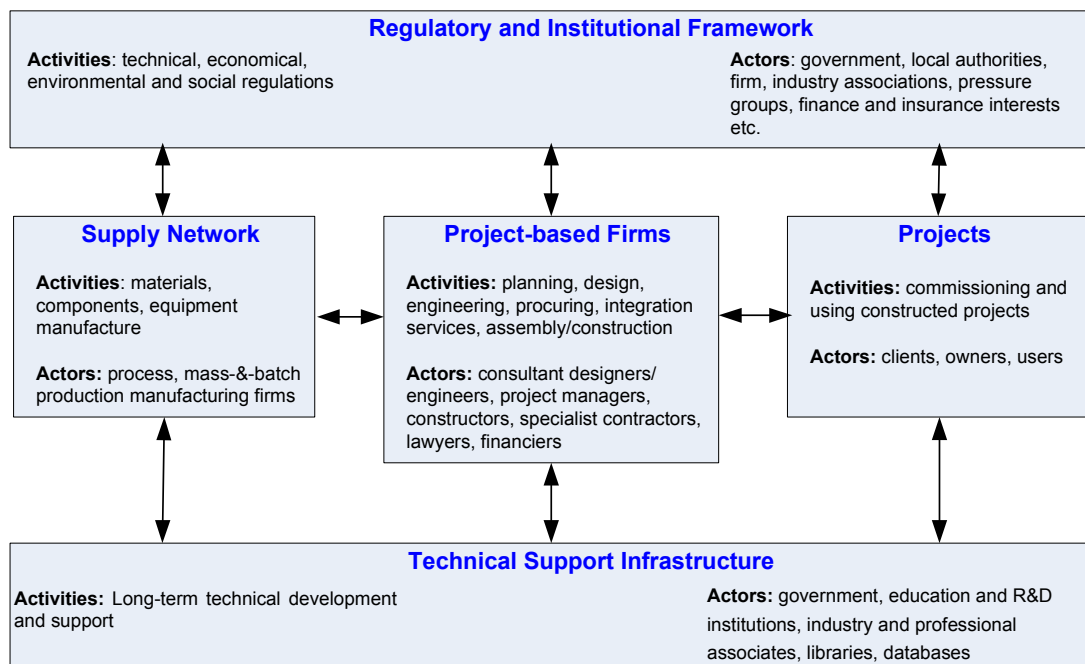 Regulatory and Institutional Framework
Activities: technical, economical,
environmental and social regulations
Actors: government, local authorities,
firm, industry associations, pressure
groups, finance and insurance interests
etc.
Supply Network
Activities: materials,
components, equipment
manufacture
Actors: process, mass-&-batch
production manufacturing firms
Project-based Firms
Activities: planning, design,
engineering, procuring, integration
services, assembly/construction
Actors: consultant designers/
engineers, project managers,
constructors, specialist contractors,
lawyers, financiers
Projects
Activities: commissioning and
using constructed projects
Actors: clients, owners, users
Technical Support Infrastructure
Activities: Long-term technical development
and support
Actors: government, education and R&D
institutions, industry and professional
associates, libraries, databases